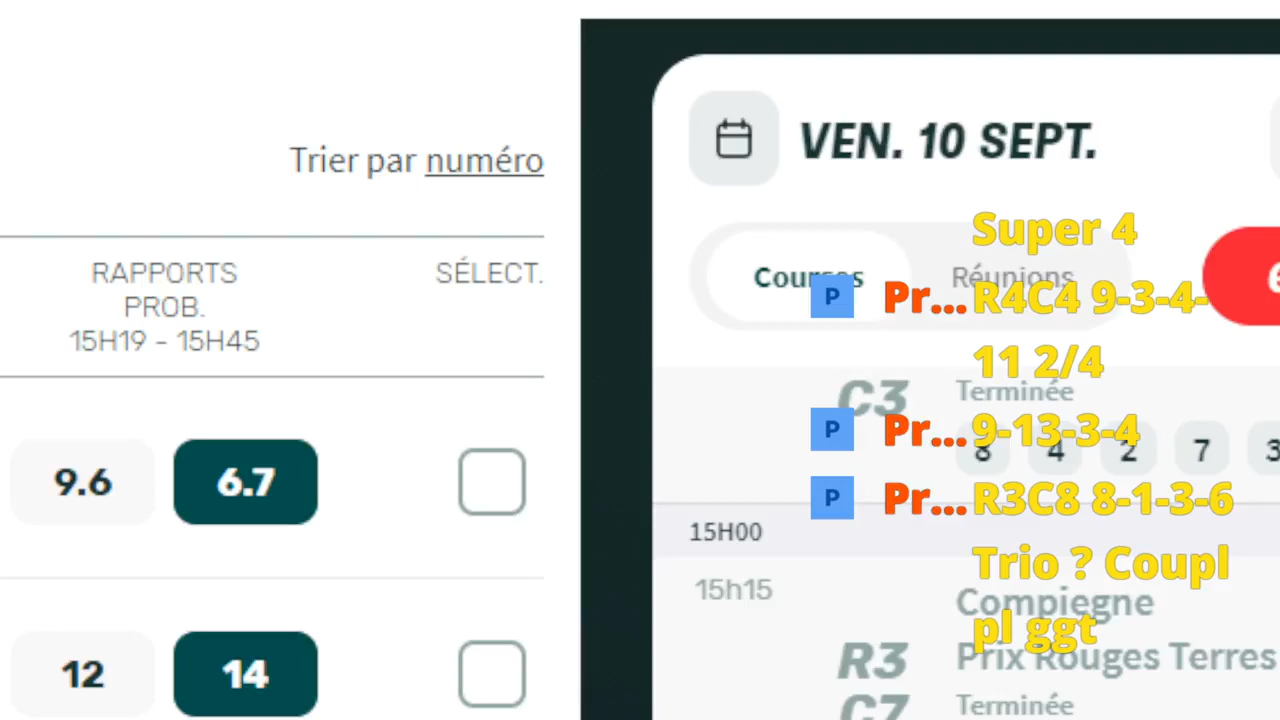 Trier par numéro
RAPPORTS
PROB.
15H19 - 15H45
SÉLECT.
9.6 6.7
12 14
VEN. 10 SEPT.
Courses Réunions
Super 4
P Pr... R4C4 9-3-4-
11 2/4
C3 Terminée
P Pr... 9-13-3-4
8 4 2 7 3
P Pr... R3C8 8-1-3-6
15H00
Trio ? Coupl
15h15
Compiegne
pl ggt
R3 Prix Rouges Terres
C7 Terminée